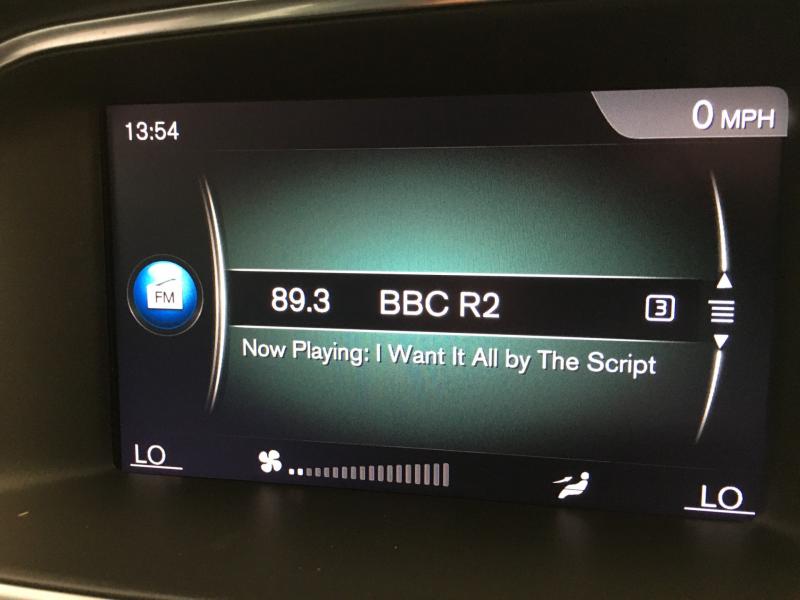 13:54
0 MPH
FM
89.3 BBC R2 3
Now Playing: I Want It All by The Script
LO
LO